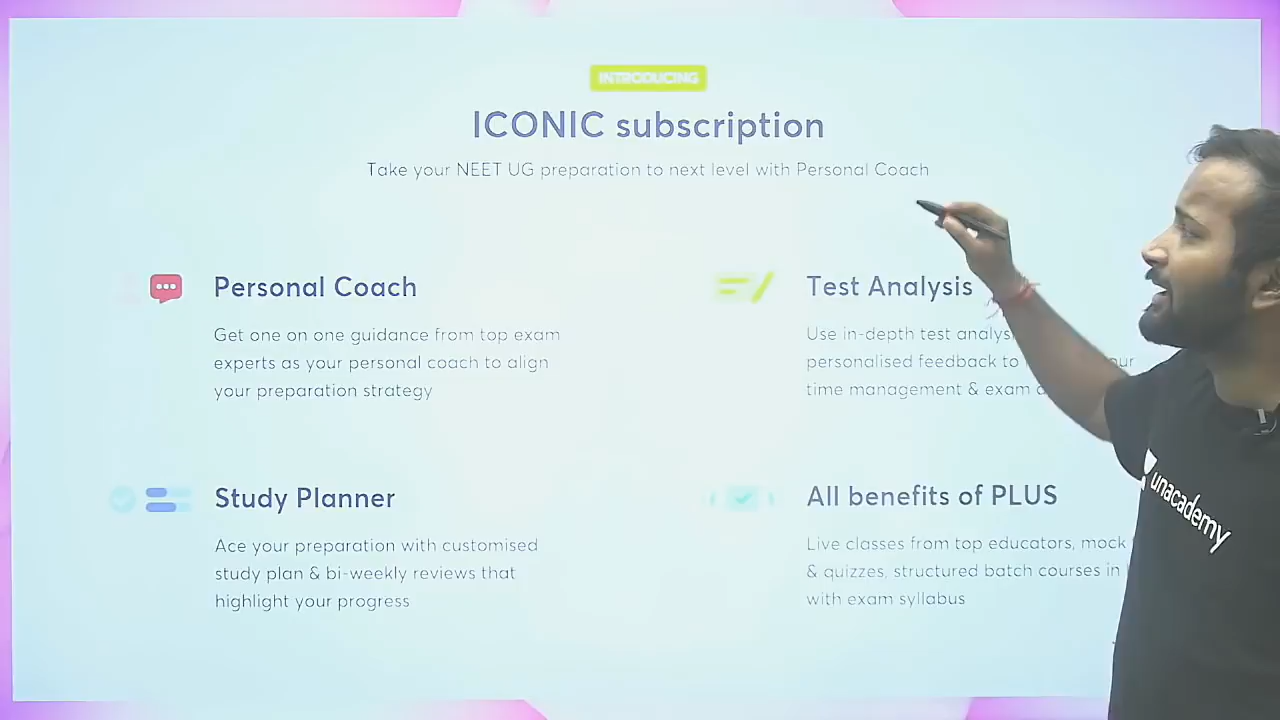 INTRODUCING
ICONIC subscription
Take your NEET UG preparation to next level with Personal Coach
Personal Coach
Get one on one guidance from top exam
experts as your personal coach to align
your preparation strategy
Test Analysis
Use in-depth test
personalised feedback to
time management & exam
Study Planner
Ace your preparation with customised
study plan & bi-weekly reviews that
highlight your progress
All benefits of PLUS
Live classes from top educators, mock
& quizzes, structured batch courses in
with exam syllabus
unacademy